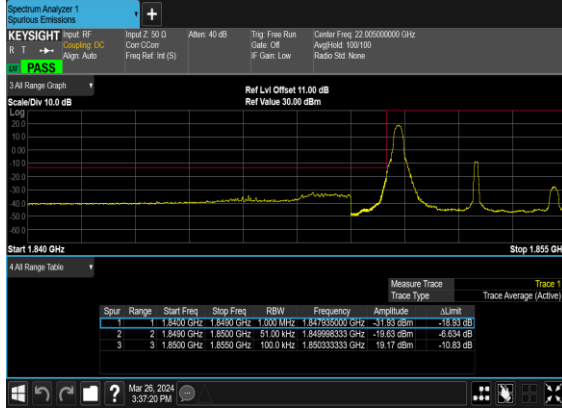 Spectrum Analyzer 1
Spurious Emissions
+
KEYSIGHT Input: RF Input Z: 50 Ω Atten: 40 dB Trig: Free Run Center Freq: 22.005000000 GHz
R T Coupling: DC Corr CCorr Gate: Off Avg|Hold: 100/100
Align: Auto Freq Ref: Int (S) IF Gain: Low Radio Std: None
PASS
3 All Range Graph
Ref Lvl Offset 11.00 dB
Scale/Div 10.0 dB Ref Value 30.00 dBm
Log
20.0
10.0
0.00
-10.0
-20.0
-30.0
-40.0
-50.0
-60.0
Start 1.840 GHz Stop 1.855 GH
4 All Range Table
Measure Trace Trace 1
Trace Type Trace Average (Active)
Spur Range Start Freq Stop Freq RBW Frequency Amplitude ΔLimit
1 1 1.8400 GHz 1.8490 GHz 1.000 MHz 1.847935000 GHz -31.93 dBm -18.93 dB
2 2 1.8490 GHz 1.8500 GHz 51.00 kHz 1.849998333 GHz -19.63 dBm -6.634 dB
3 3 1.8500 GHz 1.8550 GHz 100.0 kHz 1.850333333 GHz 19.17 dBm -10.83 dB
?
Mar 26, 2024
3:37:20 PM